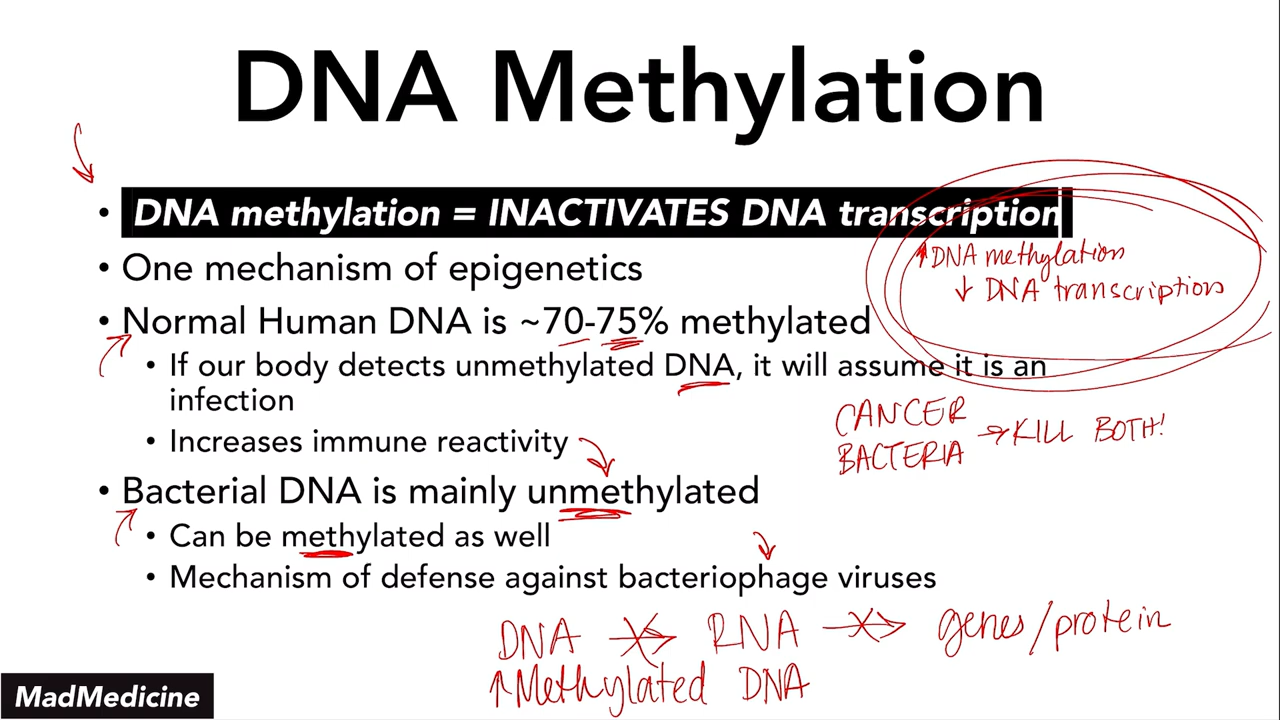 DNA Methylation
• DNA methylation = INACTIVATES DNA transcription
↑DNA methylation
• One mechanism of epigenetics
↓ DNA transcription
• Normal Human DNA is ~70-75% methylated
• If our body detects unmethylated DNA, it will assume it is an
infection
CANCER
BACTERIA → KILL BOTH!
• Increases immune reactivity
• Bacterial DNA is mainly unmethylated
• Can be methylated as well
• Mechanism of defense against bacteriophage viruses
DNA → RNA → genes/protein
↑Methylated DNA
MadMedicine